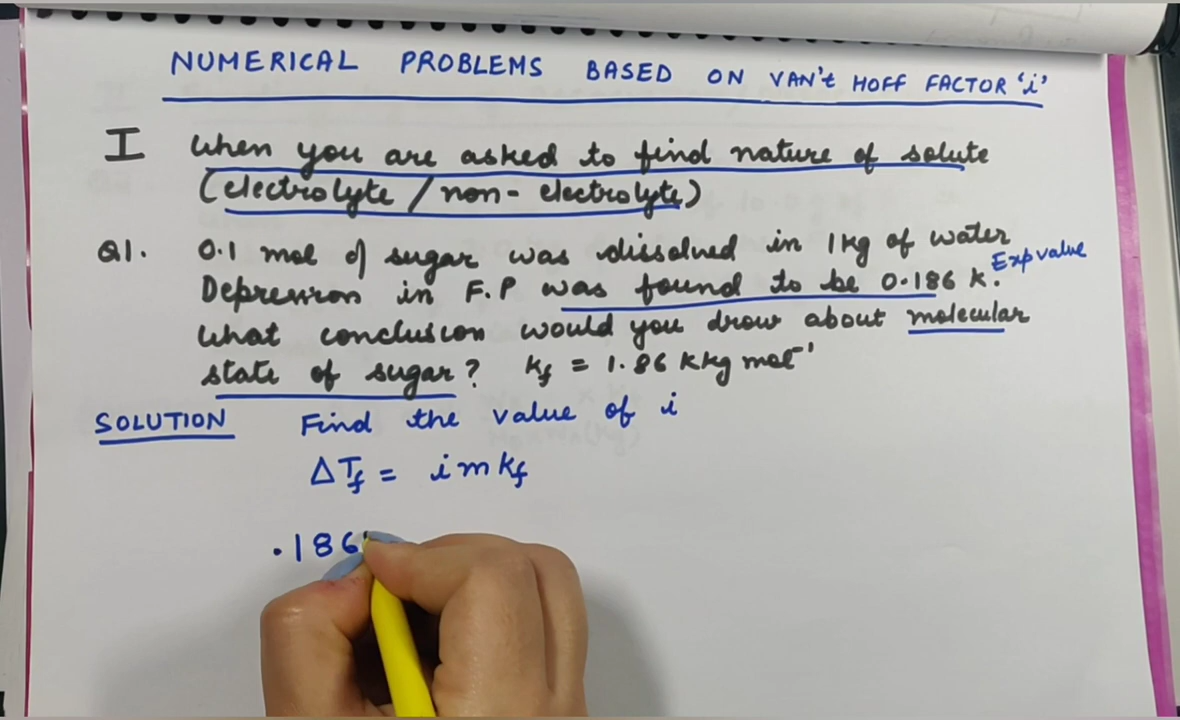 NUMERICAL PROBLEMS BASED ON VAN't HOFF FACTOR 'i'
I When you are asked to find nature of solute
(electrolyte / non-electrolyte)
Q1. 0.1 mol of sugar was dissolved in 1kg of water
Depression in F.P was found to be 0.186 K. Exp value
What conclusion would you draw about molecular
state of sugar? Kf = 1.86 K kg mol⁻¹
SOLUTION Find the value of i
ΔTf = i m Kf
.186